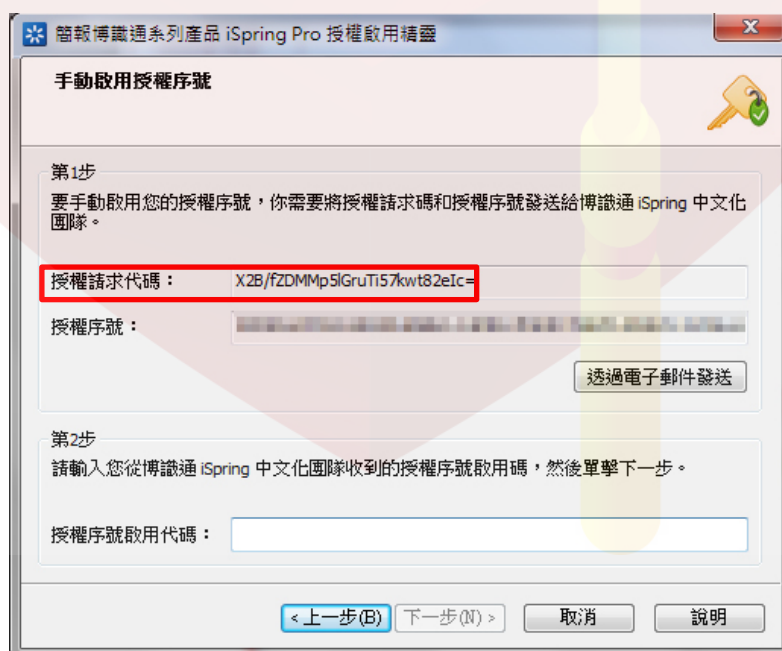 簡報博識通系列產品 iSpring Pro 授權啟用精靈
手動啟用授權序號
第1步
要手動啟用您的授權序號，你需要將授權請求碼和授權序號發送給博識通 iSpring 中文化
團隊。
授權請求代碼： X2B/fZDMMp5lGruTi57kwt82eIc=
授權序號：
透過電子郵件發送
第2步
請輸入您從博識通 iSpring 中文化團隊收到的授權序號啟用碼，然後單擊下一步。
授權序號啟用代碼：
<上一步(B) 下一步(N)> 取消 說明